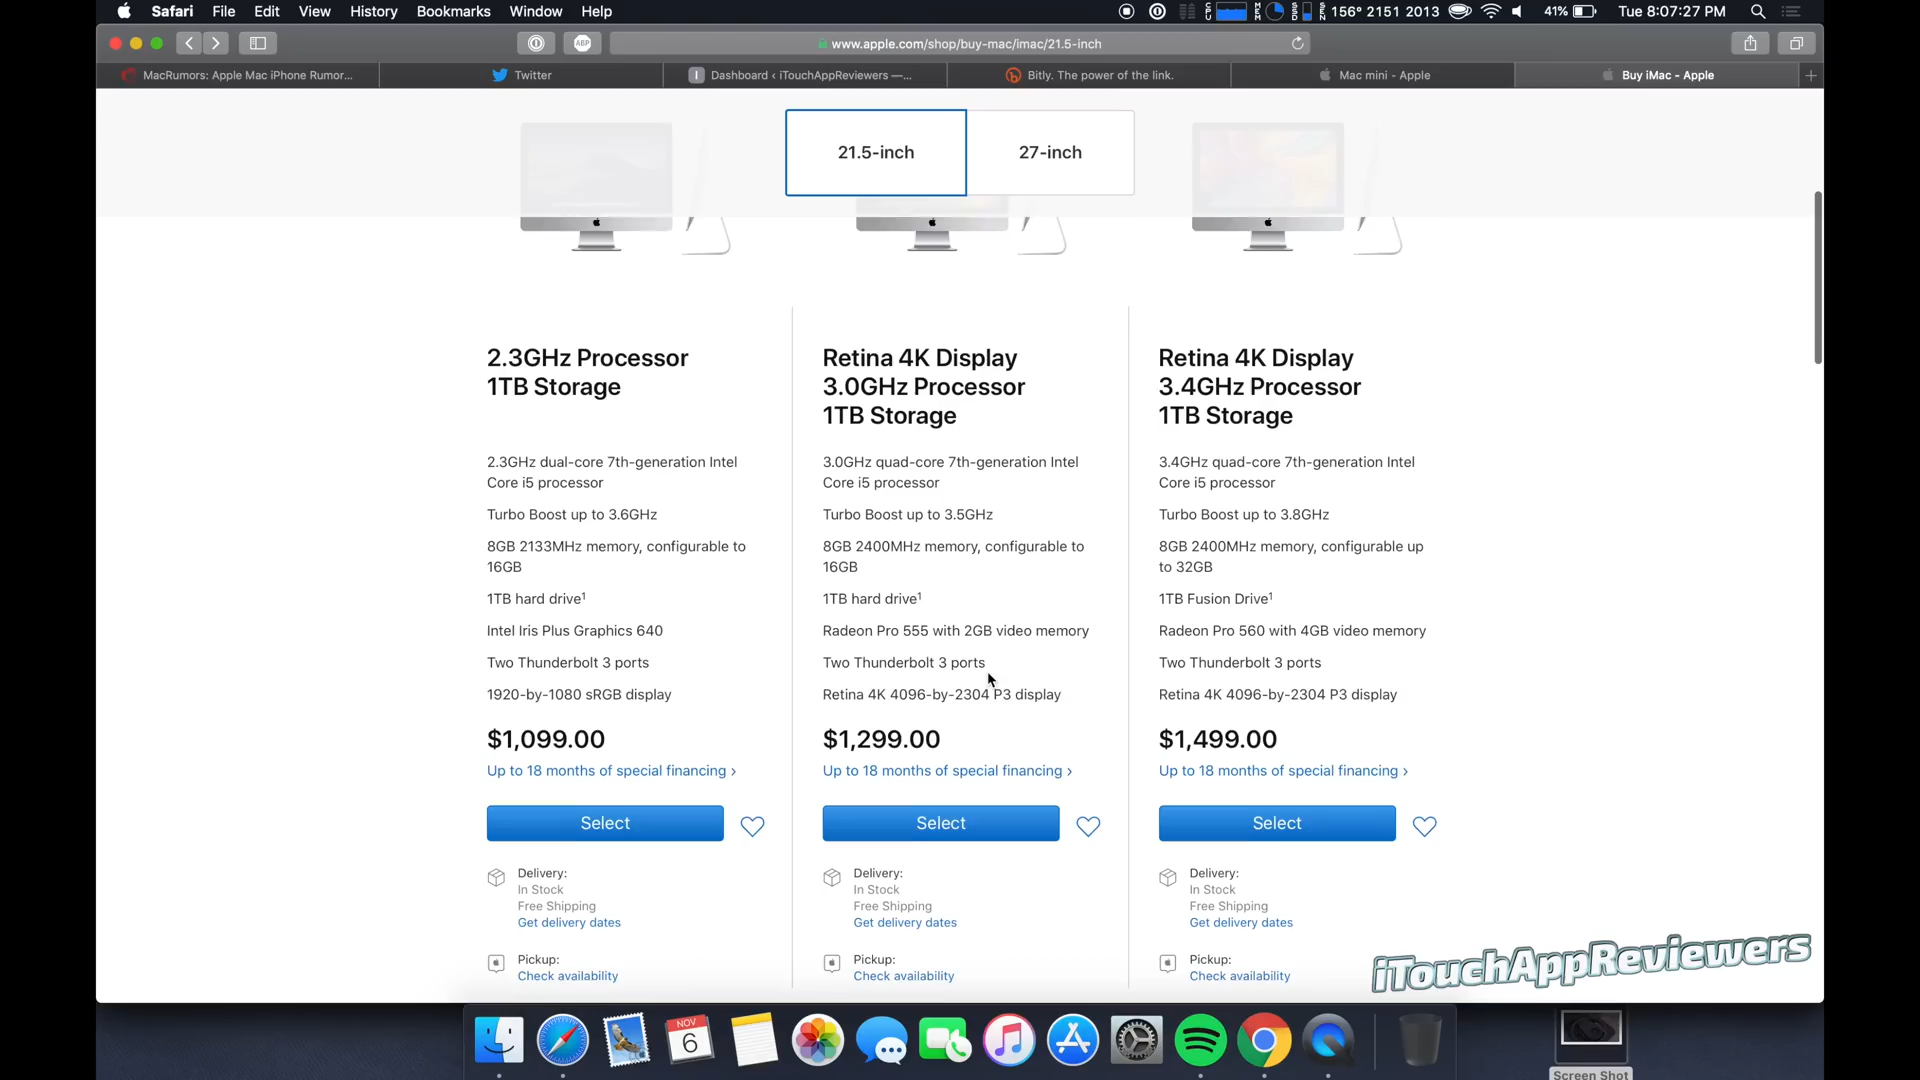 Safari File Edit View History Bookmarks Window Help
156° 2151 2013 41% Tue 8:07:27 PM
www.apple.com/shop/buy-mac/imac/21.5-inch
MacRumors: Apple Mac iPhone Rumor... Twitter Dashboard ‹ iTouchAppReviewers —... Bitly. The power of the link. Mac mini - Apple Buy iMac - Apple
21.5-inch 27-inch
2.3GHz Processor
1TB Storage
2.3GHz dual-core 7th-generation Intel
Core i5 processor
Turbo Boost up to 3.6GHz
8GB 2133MHz memory, configurable to
16GB
1TB hard drive¹
Intel Iris Plus Graphics 640
Two Thunderbolt 3 ports
1920-by-1080 sRGB display
$1,099.00
Up to 18 months of special financing ›
Select
Delivery:
In Stock
Free Shipping
Get delivery dates
Pickup:
Check availability
Retina 4K Display
3.0GHz Processor
1TB Storage
3.0GHz quad-core 7th-generation Intel
Core i5 processor
Turbo Boost up to 3.5GHz
8GB 2400MHz memory, configurable to
16GB
1TB hard drive¹
Radeon Pro 555 with 2GB video memory
Two Thunderbolt 3 ports
Retina 4K 4096-by-2304 P3 display
$1,299.00
Up to 18 months of special financing ›
Select
Delivery:
In Stock
Free Shipping
Get delivery dates
Pickup:
Check availability
Retina 4K Display
3.4GHz Processor
1TB Storage
3.4GHz quad-core 7th-generation Intel
Core i5 processor
Turbo Boost up to 3.8GHz
8GB 2400MHz memory, configurable up
to 32GB
1TB Fusion Drive¹
Radeon Pro 560 with 4GB video memory
Two Thunderbolt 3 ports
Retina 4K 4096-by-2304 P3 display
$1,499.00
Up to 18 months of special financing ›
Select
Delivery:
In Stock
Free Shipping
Get delivery dates
Pickup:
Check availability
iTouchAppReviewers
NOV
6
Screen Shot